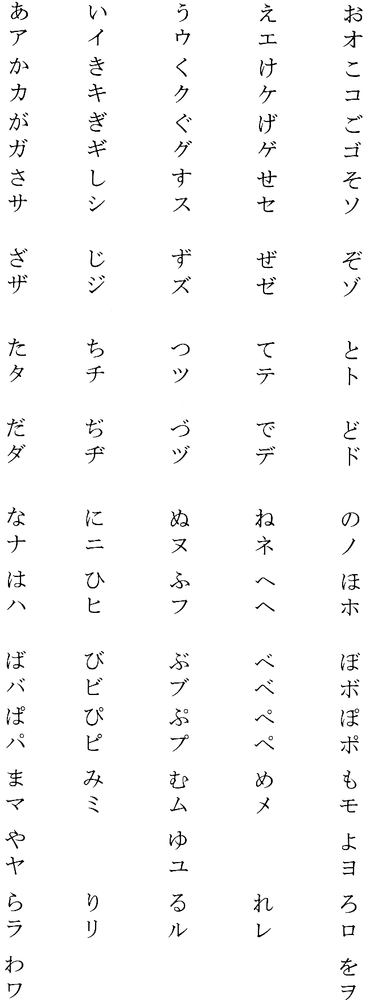 あ い う え お
ア イ ウ エ オ
か き く け こ
カ キ ク ケ コ
が ぎ ぐ げ ご
ガ ギ グ ゲ ゴ
さ し す せ そ
サ シ ス セ ソ
ざ じ ず ぜ ぞ
ザ ジ ズ ゼ ゾ
た ち つ て と
タ チ ツ テ ト
だ ぢ づ で ど
ダ ヂ ヅ デ ド
な に ぬ ね の
ナ ニ ヌ ネ ノ
は ひ ふ へ ほ
ハ ヒ フ ヘ ホ
ば び ぶ べ ぼ
バ ビ ブ ベ ボ
ぱ ぴ ぷ ぺ ぽ
パ ピ プ ペ ポ
ま み む め も
マ ミ ム メ モ
や ゆ よ
ヤ ユ ヨ
ら り る れ ろ
ラ リ ル レ ロ
わ を
ワ ヲ